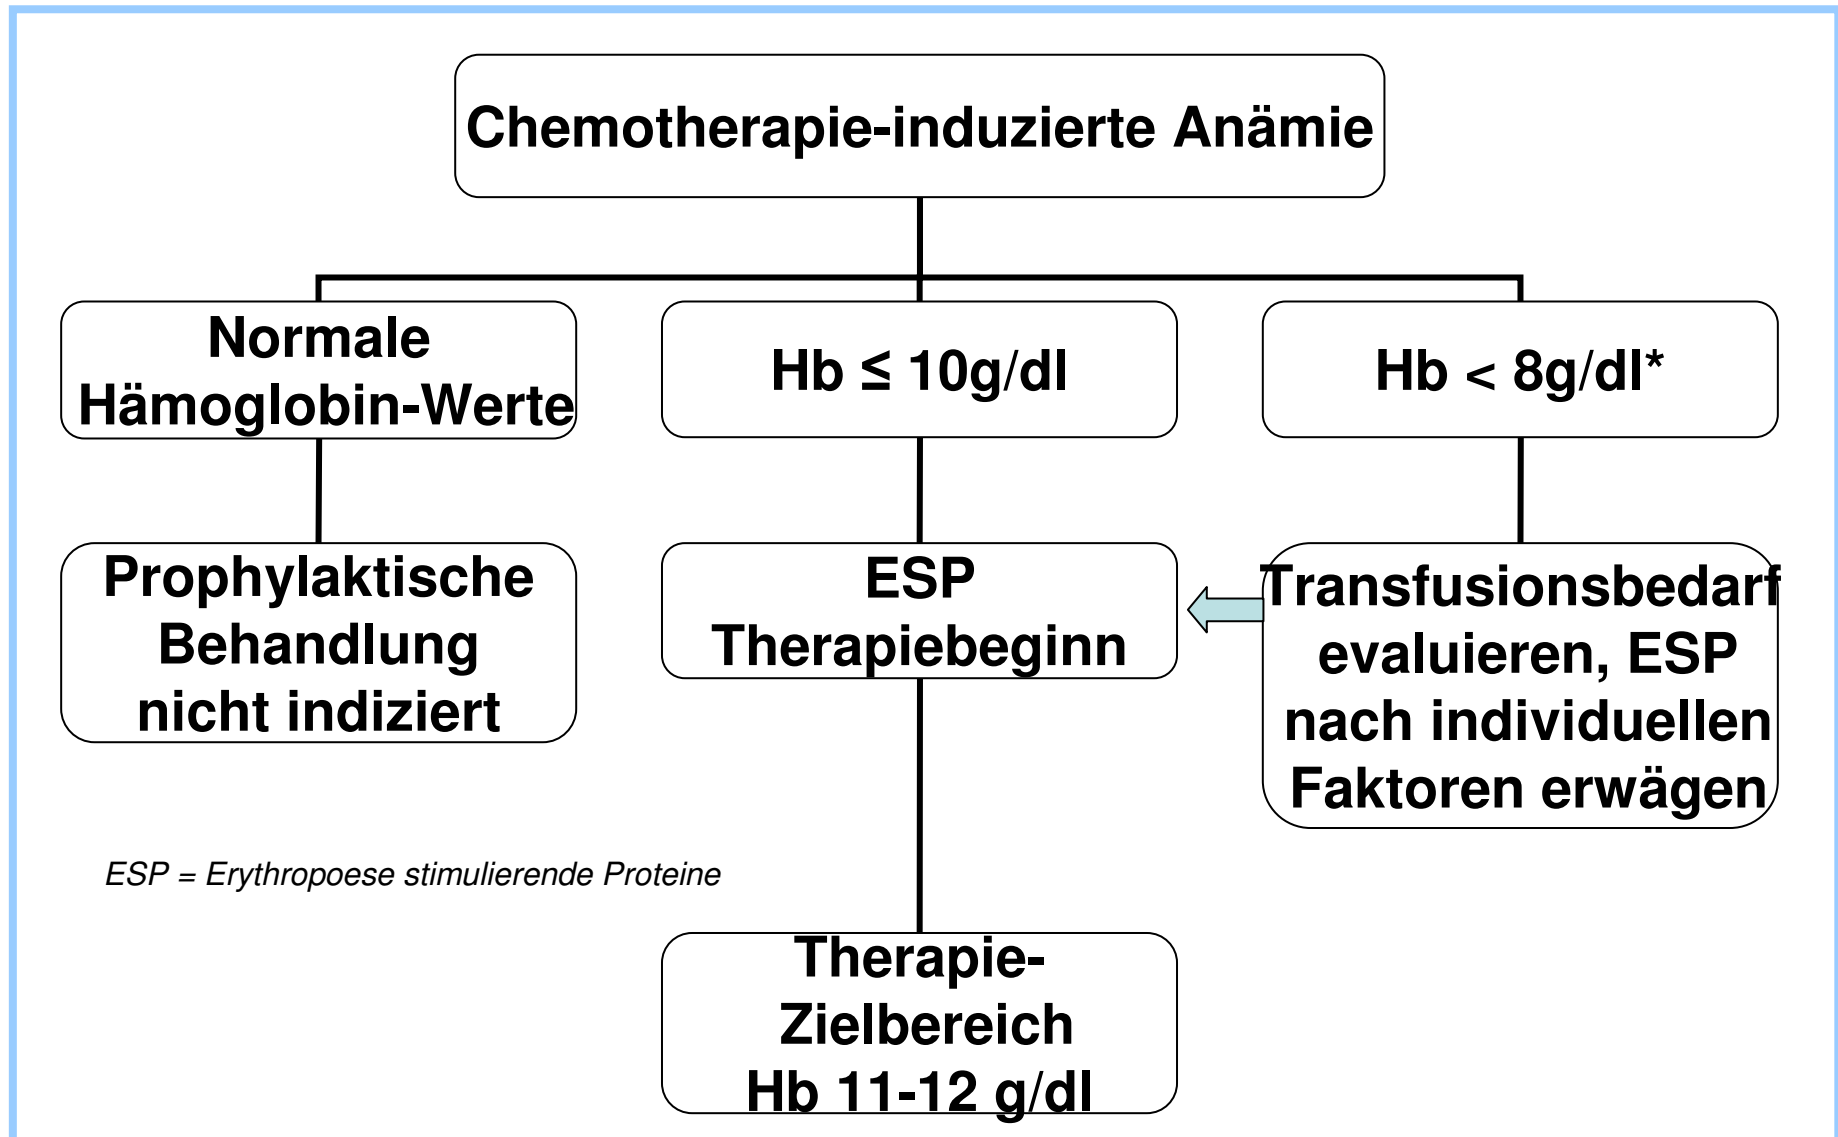 Chemotherapie-induzierte Anämie
Normale
Hämoglobin-Werte
Hb ≤ 10g/dl
Hb < 8g/dl*
Prophylaktische
Behandlung
nicht indiziert
ESP
Therapiebeginn
Transfusionsbedarf
evaluieren, ESP
nach individuellen
Faktoren erwägen
ESP = Erythropoese stimulierende Proteine
Therapie-
Zielbereich
Hb 11-12 g/dl